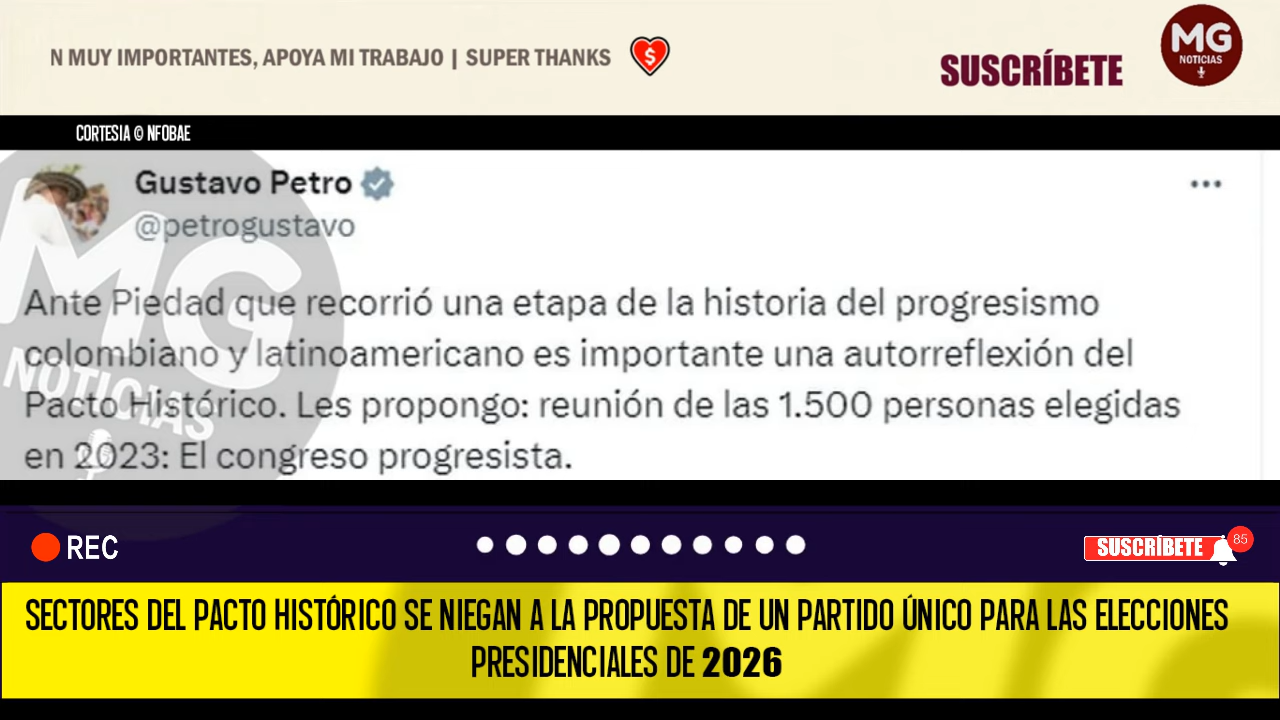 N MUY IMPORTANTES, APOYA MI TRABAJO | SUPER THANKS $
SUSCRÍBETE
MG
NOTICIAS
CORTESIA © NFOBAE
Gustavo Petro
@petrogustavo
Ante Piedad que recorrió una etapa de la historia del progresismo
colombiano y latinoamericano es importante una autorreflexión del
Pacto Histórico. Les propongo: reunión de las 1.500 personas elegidas
en 2023: El congreso progresista.
MG
NOTICIAS
REC
SUSCRÍBETE 85
SECTORES DEL PACTO HISTÓRICO SE NIEGAN A LA PROPUESTA DE UN PARTIDO ÚNICO PARA LAS ELECCIONES
PRESIDENCIALES DE 2026